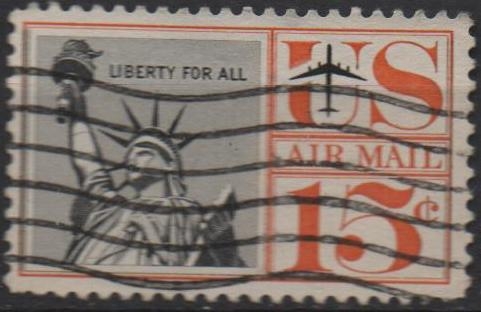 LIBERTY FOR ALL
US
AIR MAIL
15¢